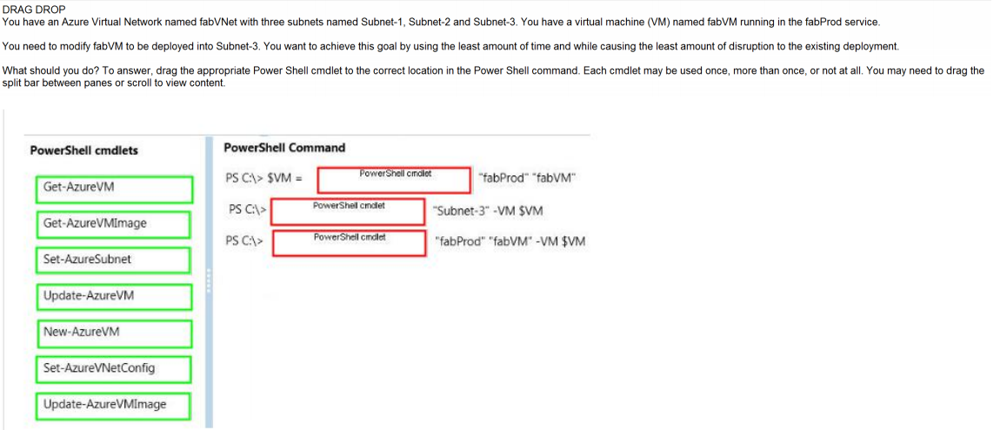 DRAG DROP
You have an Azure Virtual Network named fabVNet with three subnets named Subnet-1, Subnet-2 and Subnet-3. You have a virtual machine (VM) named fabVM running in the fabProd service.
You need to modify fabVM to be deployed into Subnet-3. You want to achieve this goal by using the least amount of time and while causing the least amount of disruption to the existing deployment.
What should you do? To answer, drag the appropriate Power Shell cmdlet to the correct location in the Power Shell command. Each cmdlet may be used once, more than once, or not at all. You may need to drag the
split bar between panes or scroll to view content.
PowerShell cmdlets
Get-AzureVM
Get-AzureVMImage
Set-AzureSubnet
Update-AzureVM
New-AzureVM
Set-AzureVNetConfig
Update-AzureVMImage
PowerShell Command
PS C:\> $VM = PowerShell cmdlet "fabProd" "fabVM"
PS C:\> PowerShell cmdlet "Subnet-3" -VM $VM
PS C:\> PowerShell cmdlet "fabProd" "fabVM" -VM $VM